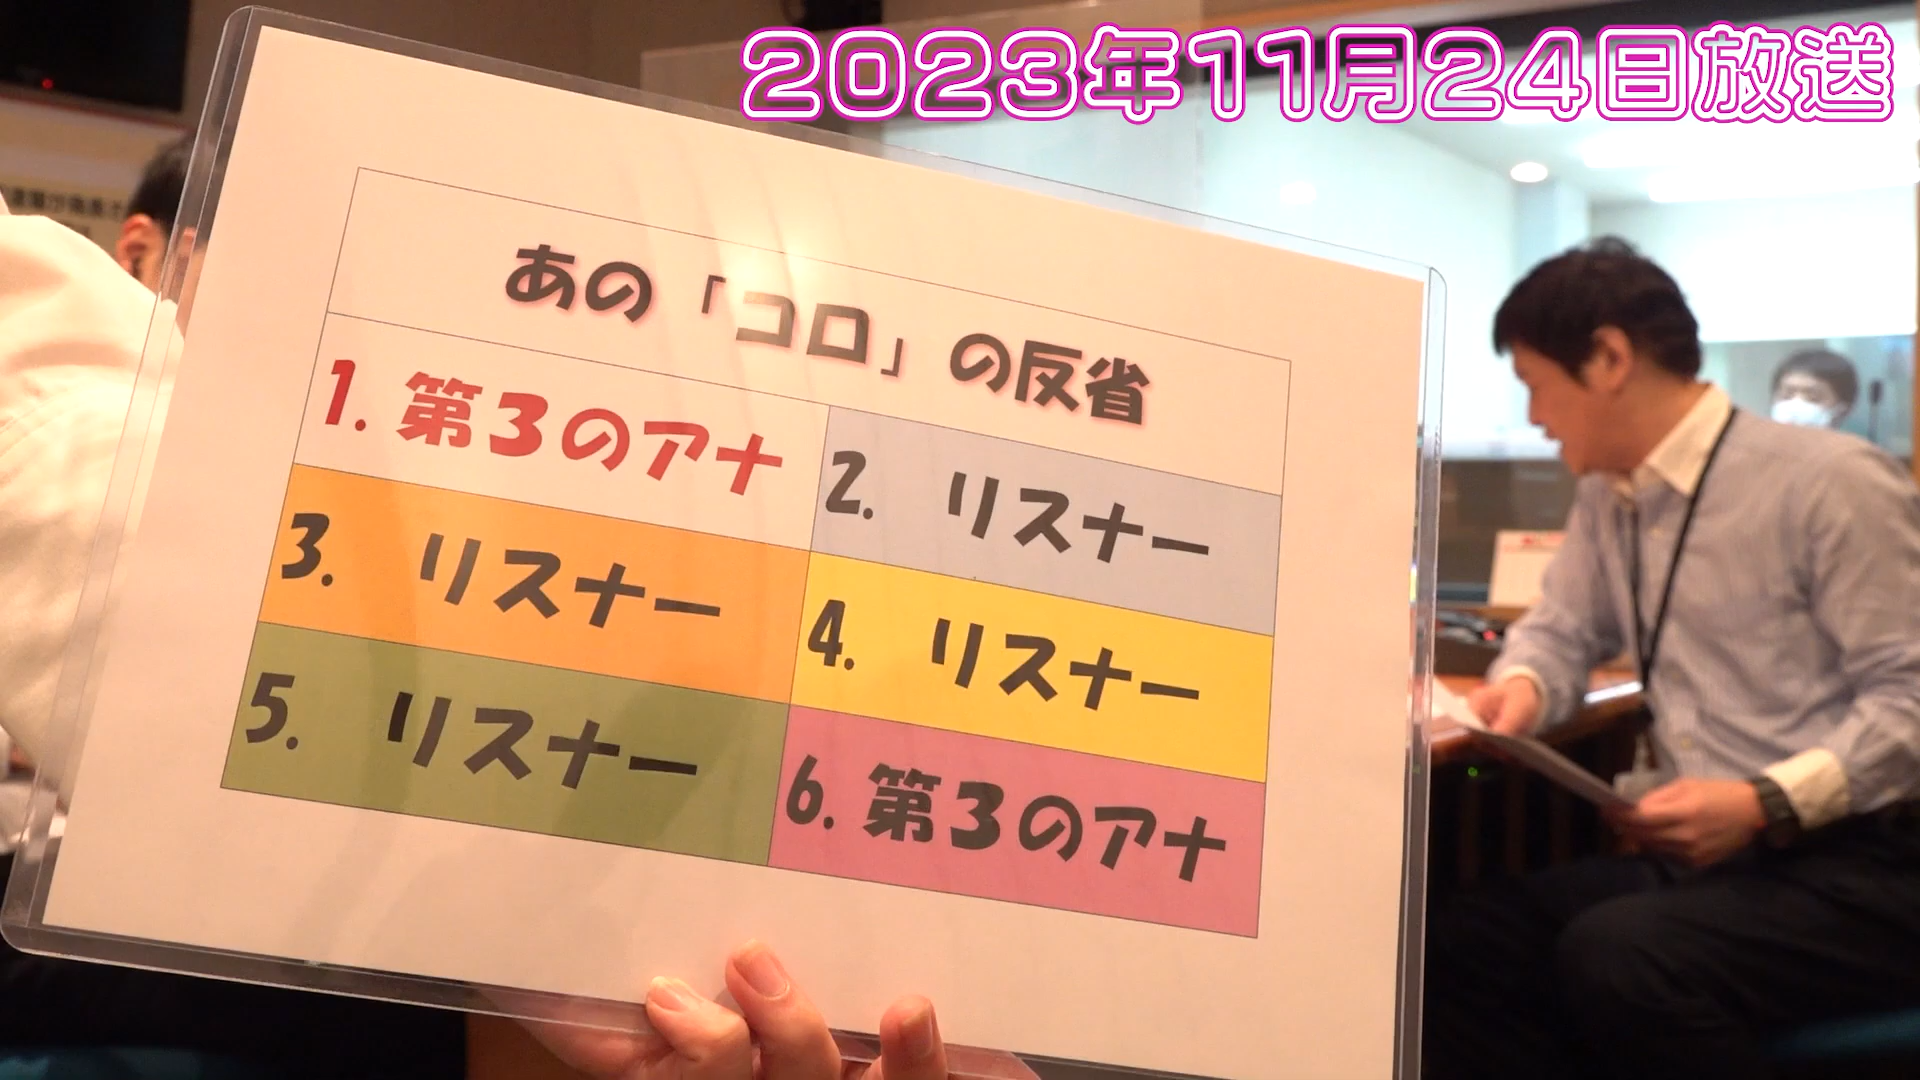 2023年11月24日放送
あの「コロ」の反省
1. 第3のアナ
2. リスナー
3. リスナー
4. リスナー
5. リスナー
6. 第3のアナ